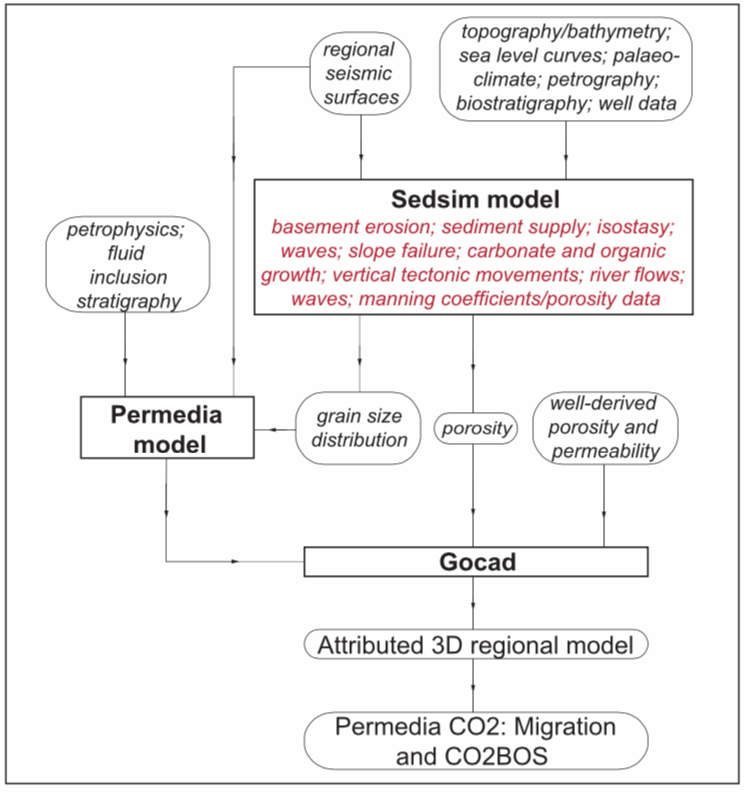 regional
seismic
surfaces
topography/bathymetry;
sea level curves; palaeo-
climate; petrography;
biostratigraphy; well data
Sedsim model
basement erosion; sediment supply; isostasy;
waves; slope failure; carbonate and organic
growth; vertical tectonic movements; river flows;
waves; manning coefficients/porosity data
petrophysics;
fluid
inclusion
stratigraphy
Permedia
model
grain size
distribution
porosity
well-derived
porosity and
permeability
Gocad
Attributed 3D regional model
Permedia CO2: Migration
and CO2BOS